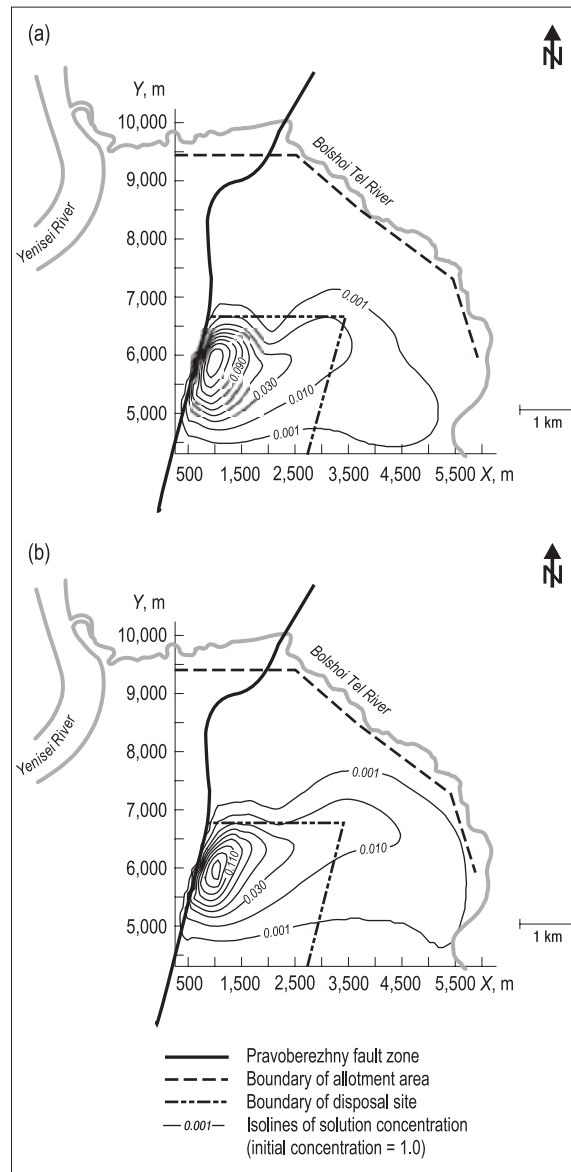 (a)
N
Y, m
10,000
9,000
8,000
7,000
6,000
5,000
500
1,500
2,500
3,500
4,500
5,500
X, m
Yenisei River
Bolshoi Tel River
0.001
0.090
0.030
0.010
0.001
1 km
(b)
N
Y, m
10,000
9,000
8,000
7,000
6,000
5,000
500
1,500
2,500
3,500
4,500
5,500
X, m
Yenisei River
Bolshoi Tel River
0.001
0.010
0.110
0.030
0.001
1 km
Pravoberezhny fault zone
Boundary of allotment area
Boundary of disposal site
0.001 Isolines of solution concentration
(initial concentration = 1.0)